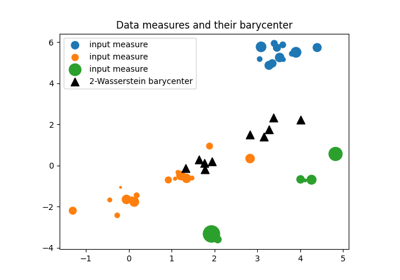 Data measures and their barycenter
input measure
input measure
input measure
2-Wasserstein barycenter
6
4
2
0
−2
−4
−1
0
1
2
3
4
5